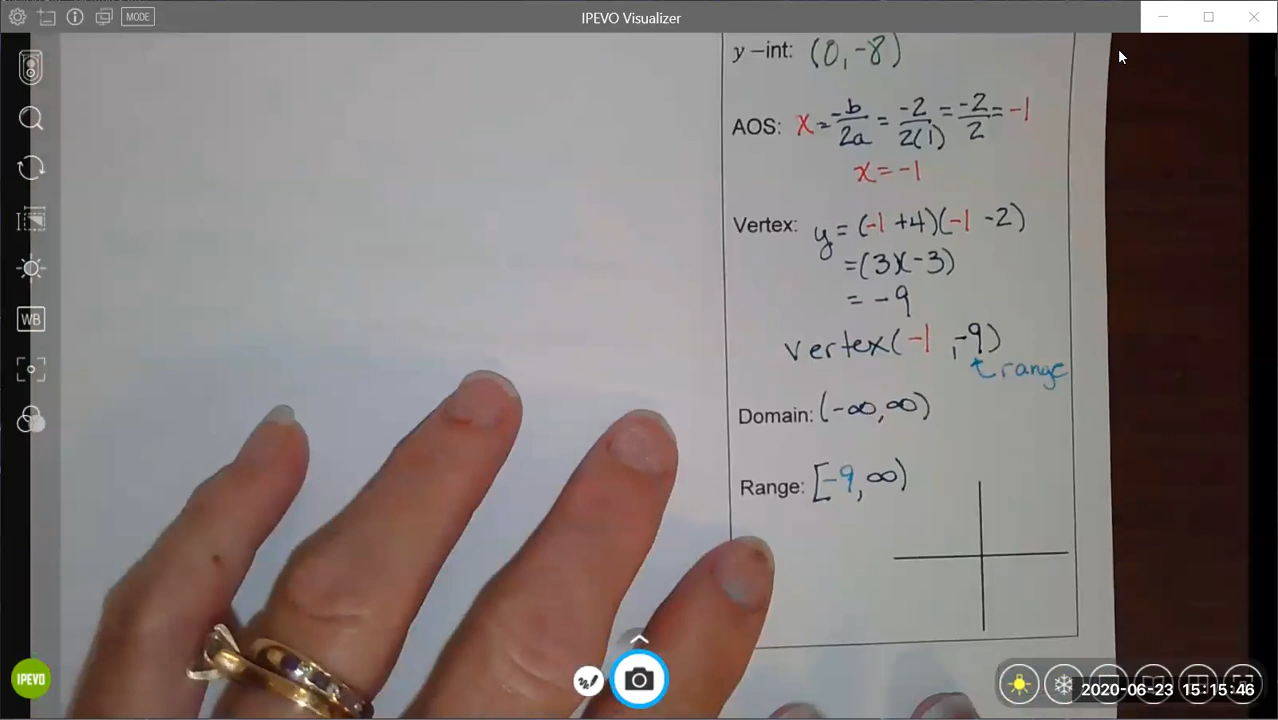 MODE
IPEVO Visualizer
y-int: (0, -8)
AOS: x = -b/2a = -2/2(1) = -2/2 = -1
x = -1
Vertex: y = (-1 +4)(-1 -2)
=(3)(-3)
= -9
vertex(-1 , -9)
range
Domain: (-∞,∞)
Range: [-9,∞)
WB
IPEVO
2020-06-23 15:15:46